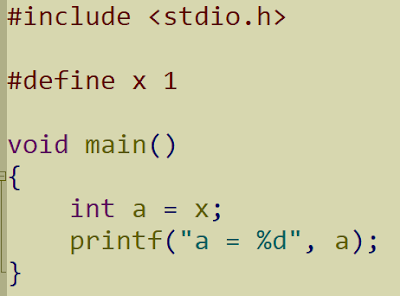 #include <stdio.h>
#define x 1
void main()
{
int a = x;
printf("a = %d", a);
}